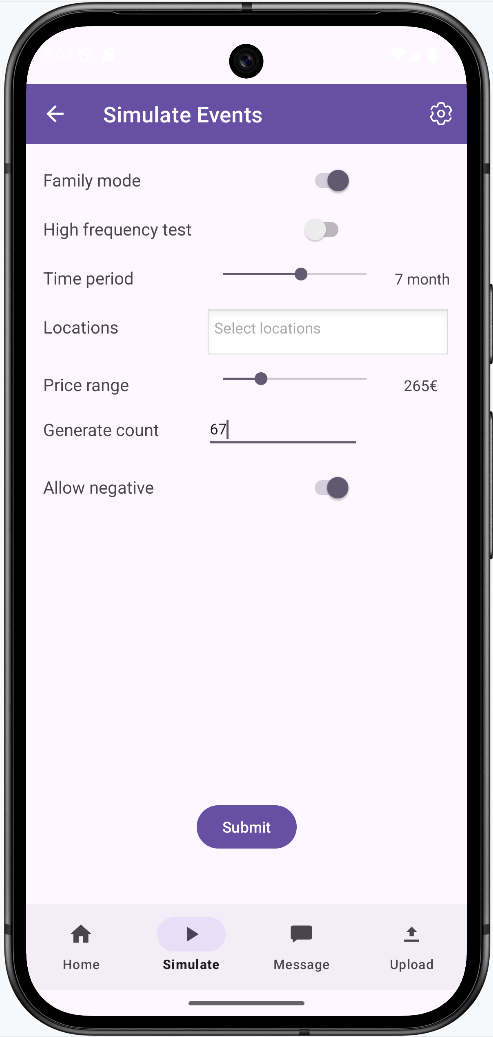 Simulate Events
Family mode
High frequency test
Time period 7 month
Locations Select locations
Price range 265€
Generate count 67
Allow negative
Submit
Home Simulate Message Upload